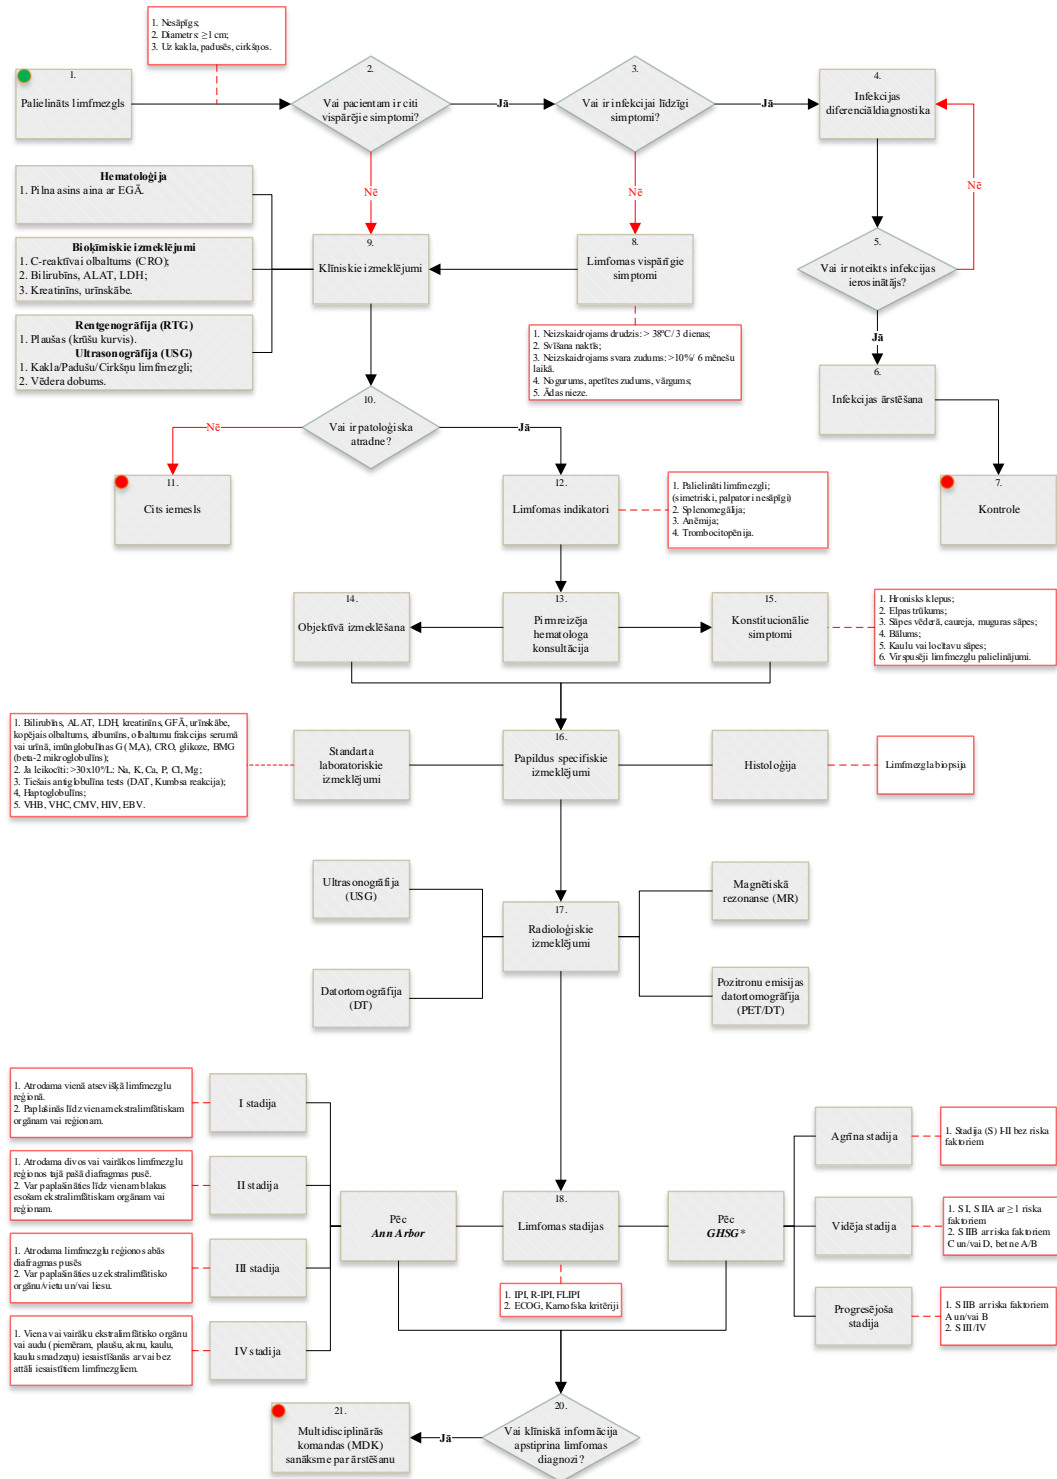 1. Nesāpīgs;
2. Diametrs: ≥1 cm;
3. Uz kakla, padusēs, cirkšņos.
1.
Palielināts limfmezgls
2.
Vai pacientam ir citi
vispārējie simptomi?
Jā
3.
Vai ir infekcijai līdzīgi
simptomi?
Jā
4.
Infekcijas
diferenciāldiagnostika
Nē
Nē
Nē
Hematoloģija
1. Pilna asins aina ar EGĀ.
Bioķīmiskie izmeklējumi
1. C-reaktīvai olbaltums (CRO);
2. Bilirubīns, ALAT, LDH;
3. Kreatinīns, urīnskābe.
Rentgenogrāfija (RTG)
1. Plaušas (krūšu kurvis).
Ultrasonogrāfija (USG)
1. Kakla/Padušu/Cirkšņu limfmezgli;
2. Vēdera dobums.
9.
Klīniskie izmeklējumi
8.
Limfomas vispārīgie
simptomi
5.
Vai ir noteikts infekcijas
ierosinātājs?
Jā
1. Neizskaidrojams drudzis: > 38°C/ 3 dienas;
2. Svīšana naktīs;
3. Neizskaidrojams svara zudums: >10%/ 6 mēnešu
laikā.
4. Nogurums, apetītes zudums, vārgums;
5. Ādas nieze.
6.
Infekcijas ārstēšana
10.
Vai ir patoloģiska
atradne?
Nē
Jā
11.
Cits iemesls
12.
Limfomas indikatori
1. Palielināti limfmezgli;
(simetriski, palpatori nesāpīgi)
2. Splenomegālija;
3. Anēmija;
4. Trombocitopēnija.
7.
Kontrole
14.
Objektīvā izmeklēšana
13.
Pirmreizēja
hematologa
konsultācija
15.
Konstitucionālie
simptomi
1. Hronisks klepus;
2. Elpas trūkums;
3. Sāpes vēderā, caureja, muguras sāpes;
4. Bālums;
5. Kaulu vai locītavu sāpes;
6. Virspusēji limfmezglu palielinājumi.
1. Bilirubīns, ALAT, LDH, kreatinīns, GFĀ, urīnskābe,
kopējais olbaltums, albumīns, olbaltumu frakcijas serumā
vai urīnā, imūnglobulīnas G (M,A), CRO, glikoze, BMG
(beta-2 mikroglobulīns);
2. Ja leikocīti: >30x10⁹/L: Na, K, Ca, P, Cl, Mg;
3. Tiešais antiglobulīna tests (DAT, Kumbsa reakcija);
4. Haptoglobulīns;
5. VHB, VHC, CMV, HIV, EBV.
Standarta
laboratoriskie
izmeklējumi
16.
Papildus specifiskie
izmeklējumi
Histoloģija
Limfmezgla biopsija
Ultrasonogrāfija
(USG)
Magnētiskā
rezonanse (MR)
17.
Radioloģiskie
izmeklējumi
Datortomogrāfija
(DT)
Pozitronu emisijas
datortomogrāfija
(PET/DT)
1. Atrodama vienā atsevišķā limfmezglu
reģionā.
2. Paplašinās līdz vienam ekstralimfātiskam
orgānam vai reģionam.
I stadija
1. Atrodama divos vai vairākos limfmezglu
reģionos tajā pašā diafragmas pusē.
2. Var paplašināties līdz vienam blakus
esošam ekstralimfātiskam orgānam vai
reģionam.
II stadija
1. Atrodama limfmezglu reģionos abās
diafragmas pusēs
2. Var paplašināties uz ekstralimfātisko
orgānu/vietu un/vai liesu.
III stadija
1. Viena vai vairāku ekstralimfātisko orgānu
vai audu (piemēram, plaušu, aknu, kaulu,
kaulu smadzeņu) iesaistīšanās ar vai bez
attāli iesaistītiem limfmezgliem.
IV stadija
Pēc
Ann Arbor
18.
Limfomas stadijas
1. IPI, R-IPI, FLIPI
2. ECOG, Karnofska kritēriji
Pēc
GHSG*
Agrīna stadija
1. Stadija (S) I-II bez riska
faktoriem
Vidēja stadija
1. S I, S IIA ar ≥ 1 riska
faktoriem
2. S IIB ar riska faktoriem
C un/vai D, bet ne A/B
Progresējoša
stadija
1. S IIB ar riska faktoriem
A un/vai B
2. S III/IV
21.
Multidisciplinārās
komandas (MDK)
sanāksme par ārstēšanu
Jā
20.
Vai klīniskā informācija
apstiprina limfomas
diagnozi?